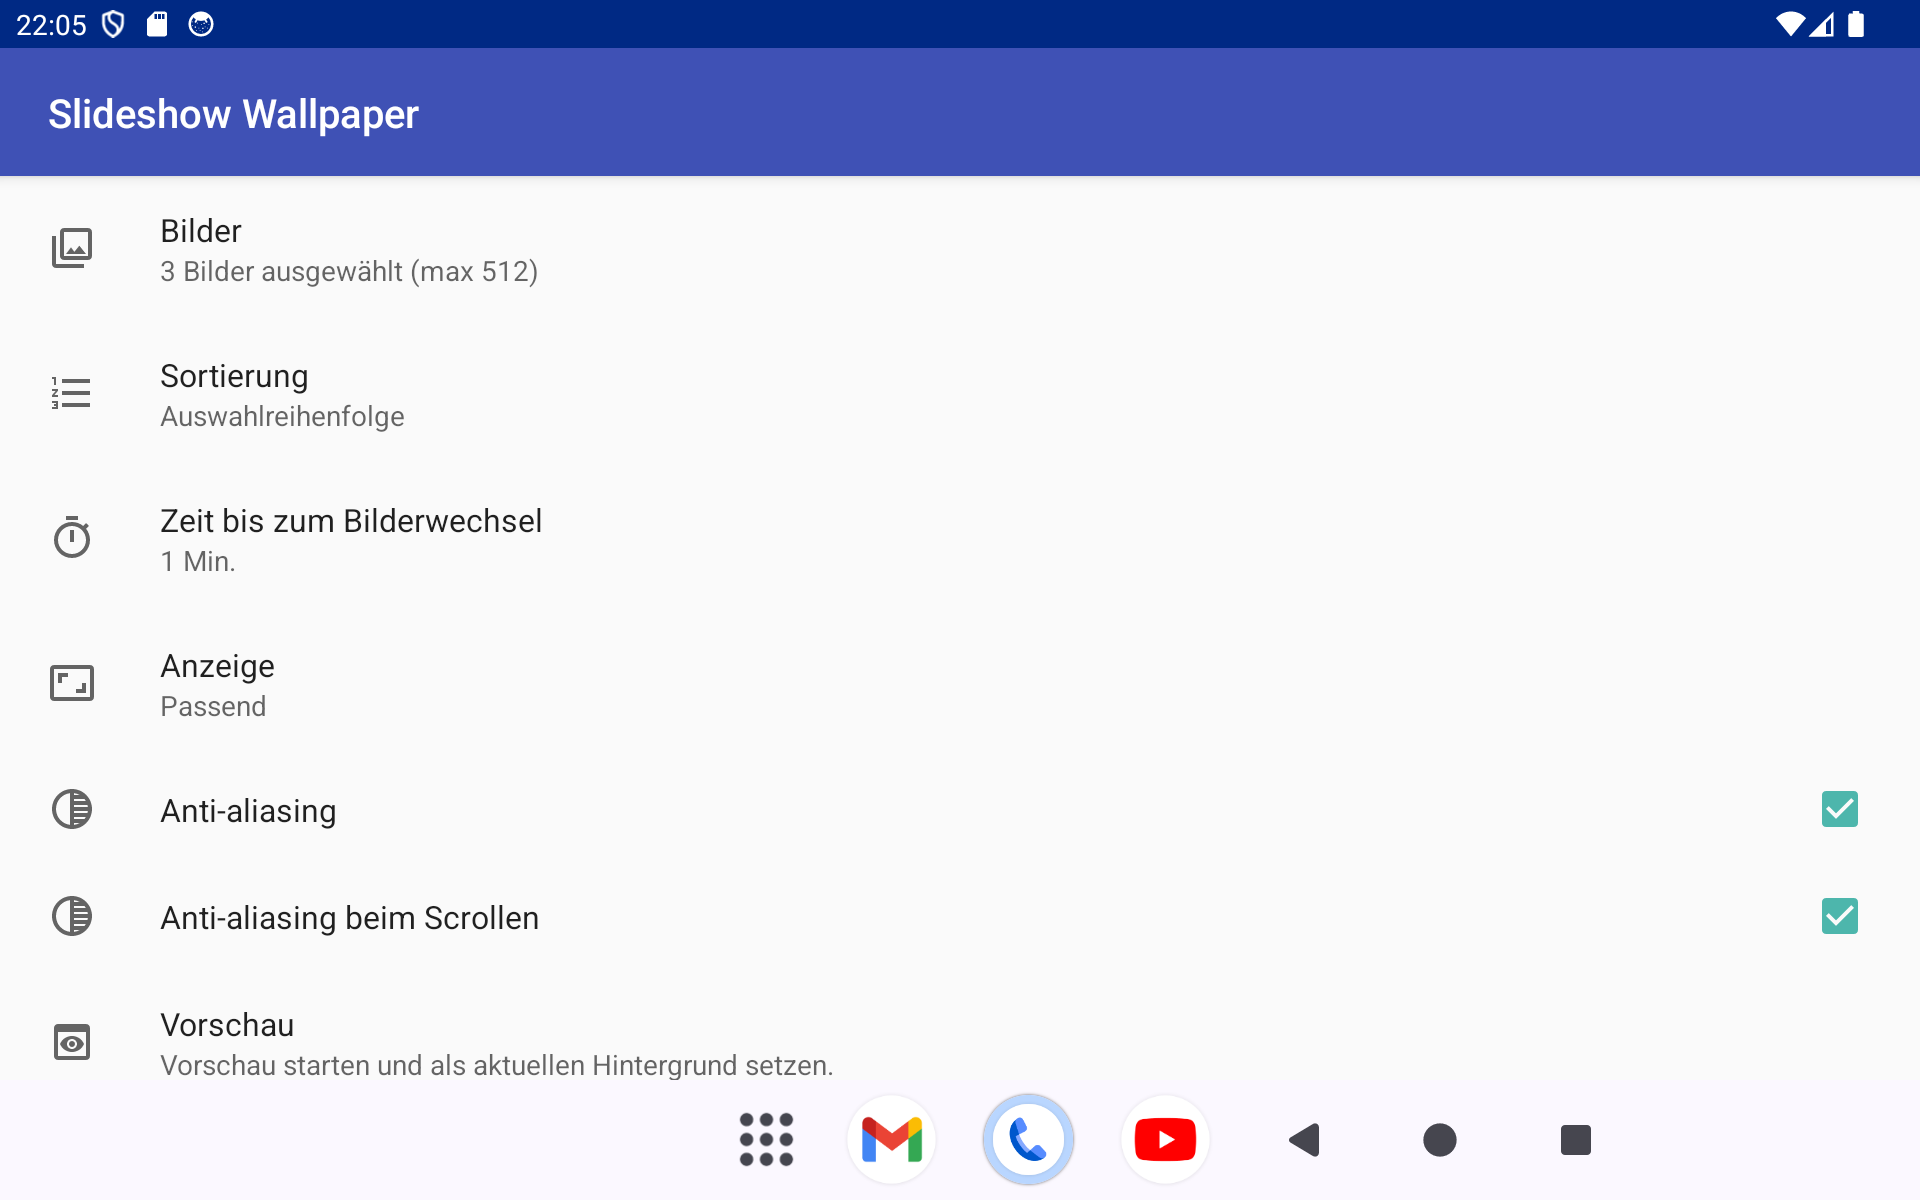 22:05
Slideshow Wallpaper
Bilder
3 Bilder ausgewählt (max 512)
Sortierung
Auswahlreihenfolge
Zeit bis zum Bilderwechsel
1 Min.
Anzeige
Passend
Anti-aliasing
Anti-aliasing beim Scrollen
Vorschau
Vorschau starten und als aktuellen Hintergrund setzen.